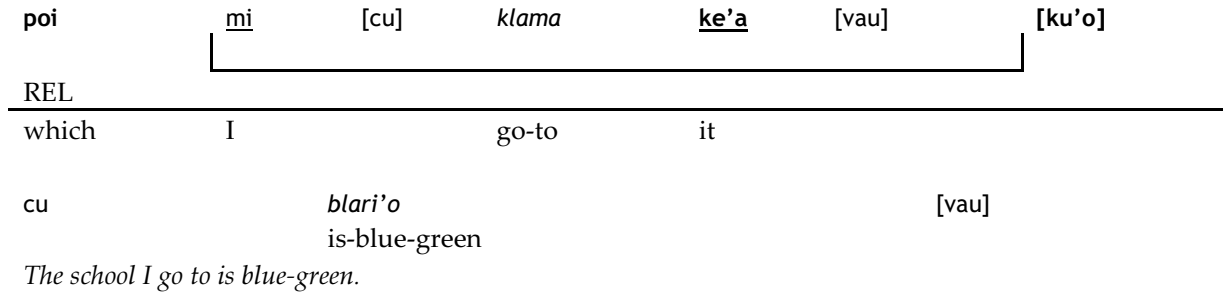 poi mi [cu] klama ke’a [vau] [ku’o]
REL
which I go-to it
cu blari’o [vau]
is-blue-green
The school I go to is blue-green.